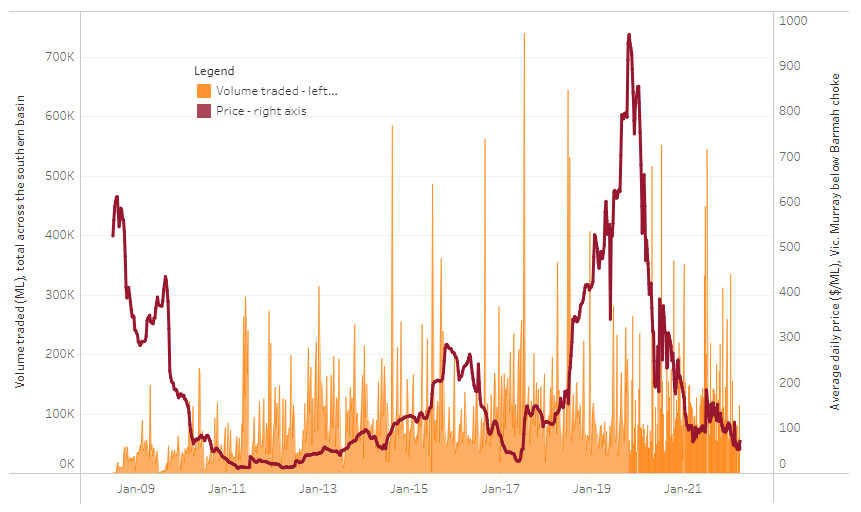 Legend
Volume traded - left...
Price - right axis
Volume traded (ML), total across the southern basin
700K
600K
500K
400K
300K
200K
100K
0K
1000
900
800
700
600
500
400
300
200
100
0
Average daily price ($/ML), Vic. Murray below Barmah choke
Jan-09
Jan-11
Jan-13
Jan-15
Jan-17
Jan-19
Jan-21